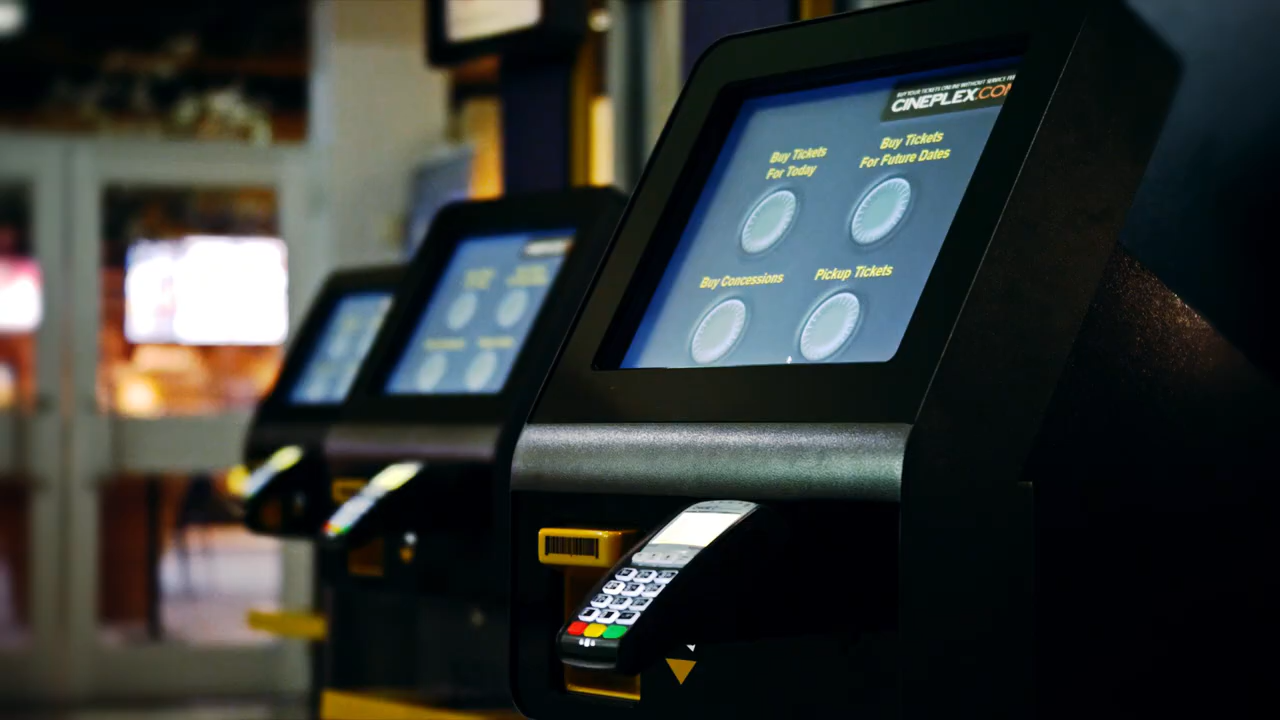 BUY YOUR TICKETS ONLINE WITHOUT SERVICE FEE
CINEPLEX.COM
Buy Tickets
For Today
Buy Tickets
For Future Dates
Buy Concessions
Pickup Tickets